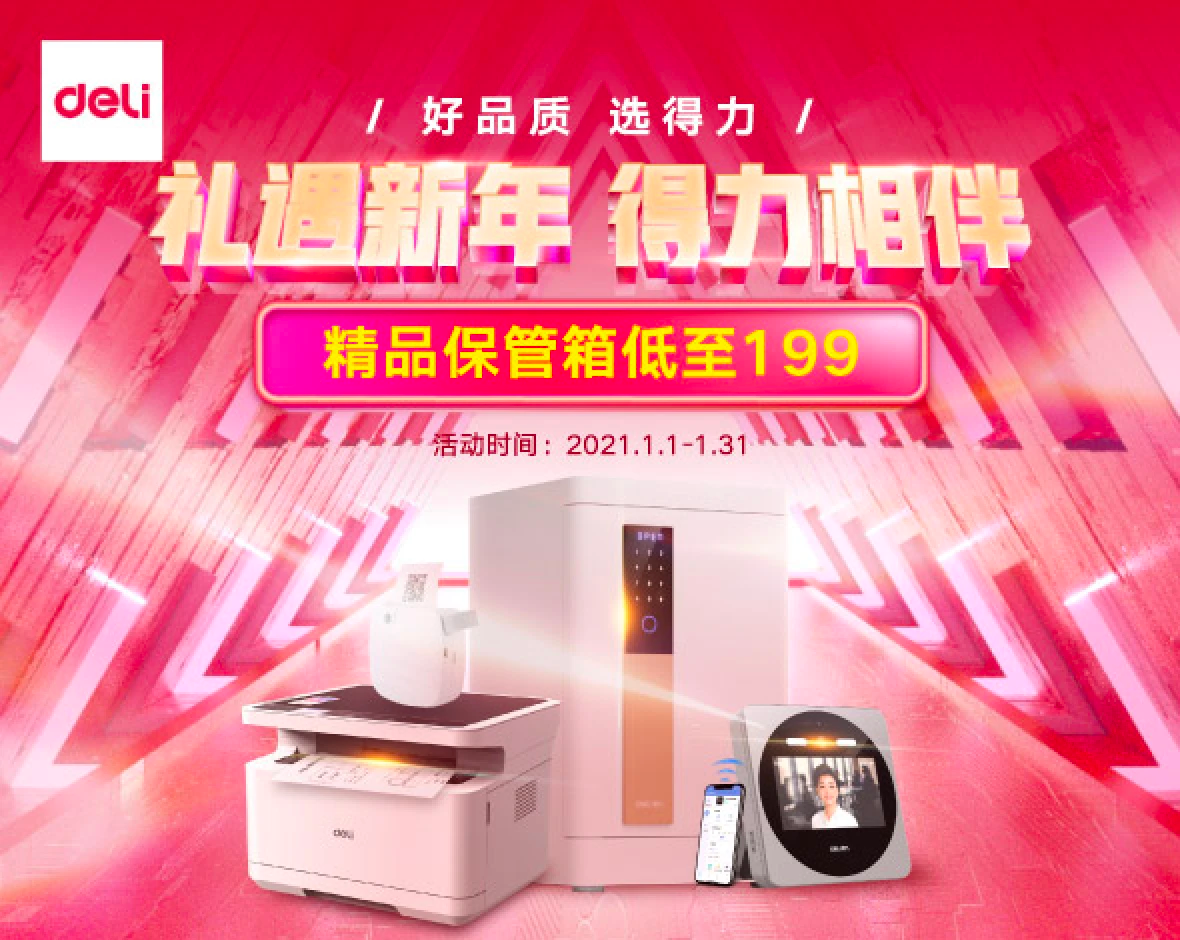 deli
/ 好品质 选得力 /
礼遇新年 得力相伴
精品保管箱低至199
活动时间：2021.1.1-1.31
deli